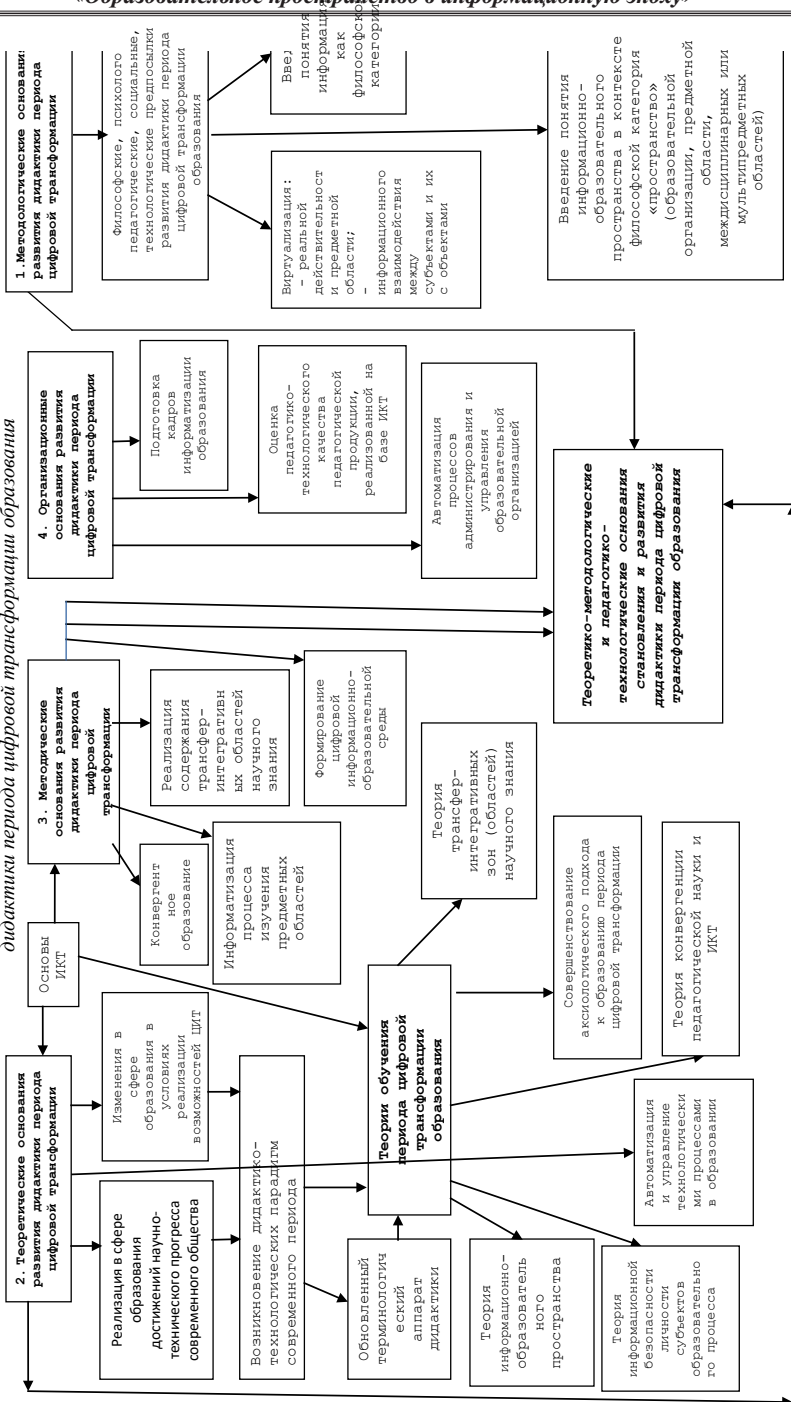 «Образовательное пространство в информационную эпоху»
дидактики периода цифровой трансформации образования
2. Теоретические основания
развития дидактики периода
цифровой трансформации
Реализация в сфере
образования
достижений научно-
технического прогресса
современного общества
Изменения в
сфере
образования в
условиях
реализации
возможностей ЦИТ
Возникновение дидактико-
технологических парадигм
современного периода
Обновленный
терминологич
еский
аппарат
дидактики
Теории обучения
периода цифровой
трансформации
образования
Теория
информационно-
образователь
ного
пространства
Теория
информационной
безопасности
личности
субъектов
образовательно
го процесса
Автоматизация
и управление
технологически
ми процессами
в образовании
Теория конвергенции
педагогической науки и
ИКТ
Совершенствование
аксиологического подхода
к образованию периода
цифровой трансформации
Теория
трансфер-
интегративных
зон (областей)
научного знания
Основы
ИКТ
3. Методические
основания развития
дидактики периода
цифровой
трансформации
Конвергент
ное
образование
Информатизация
процесса
изучения
предметных
областей
Реализация
содержания
трансфер-
интегративн
ых областей
научного
знания
Формирование
цифровой
информационно-
образовательной
среды
4. Организационные
основания развития
дидактики периода
цифровой трансформации
Подготовка
кадров
информатизации
образования
Оценка
педагогико-
технологического
качества
педагогической
продукции,
реализованной на
базе ИКТ
Автоматизация
процессов
администрирования и
управления
образовательной
организацией
Теоретико-методологические
и педагогико-
технологические основания
становления и развития
дидактики периода цифровой
трансформации образования
1.Методологические основания
развития дидактики периода
цифровой трансформации
Философские, психолого
педагогические, социальные,
технологические предпосылки
развития дидактики периода
цифровой трансформации
образования
Виртуализация:
- реальной
действительност
и предметной
области;
-
информационного
взаимодействия
между
субъектами и их
с объектами
понятия
как
Введение понятия
информационно-
образовательного
пространства в контексте
философской категория
«пространство»
(образовательной
организации, предметной
области,
междисциплинарных или
мультипредметных
областей)